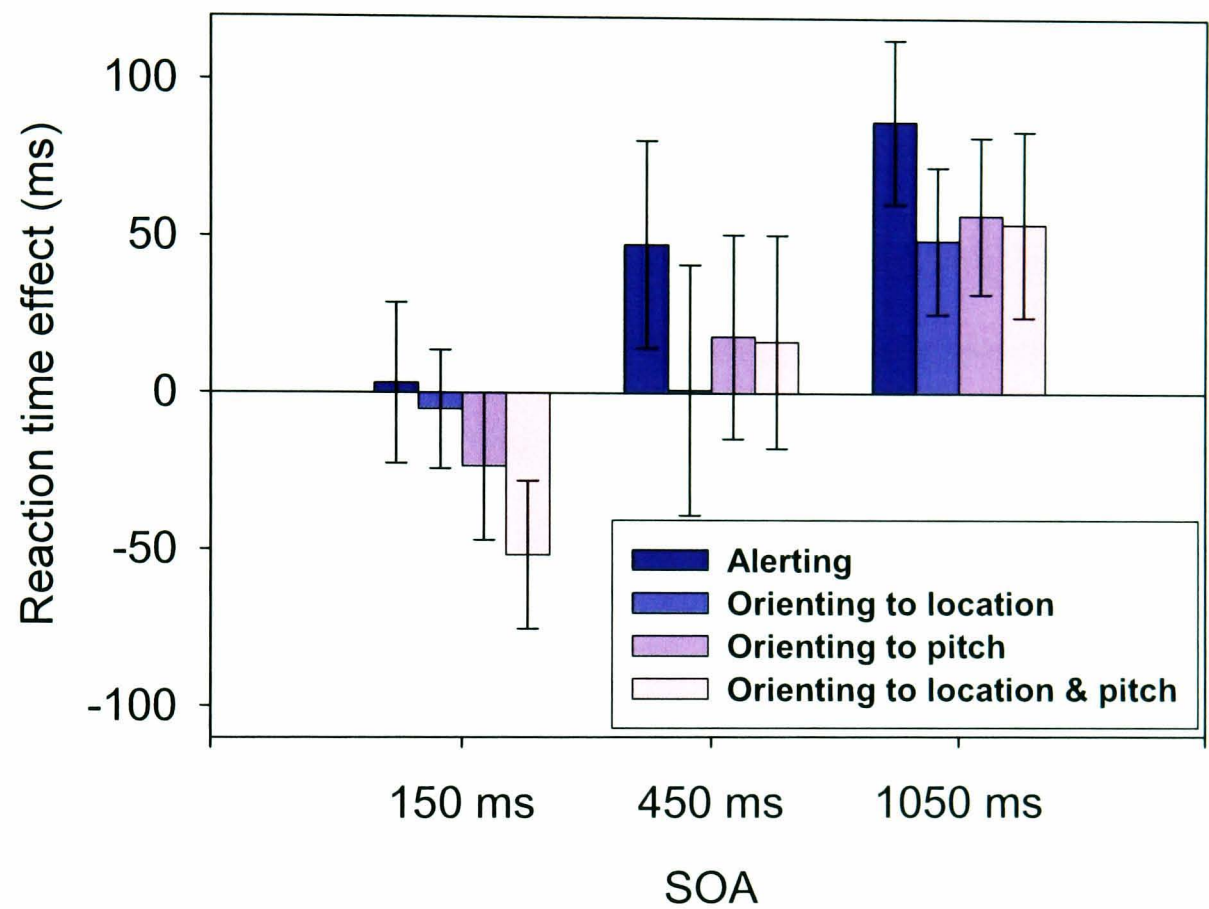 Reaction time effect (ms)
100
50
0
-50
-100
Alerting
Orienting to location
Orienting to pitch
Orienting to location & pitch
150 ms
450 ms
1050 ms
SOA